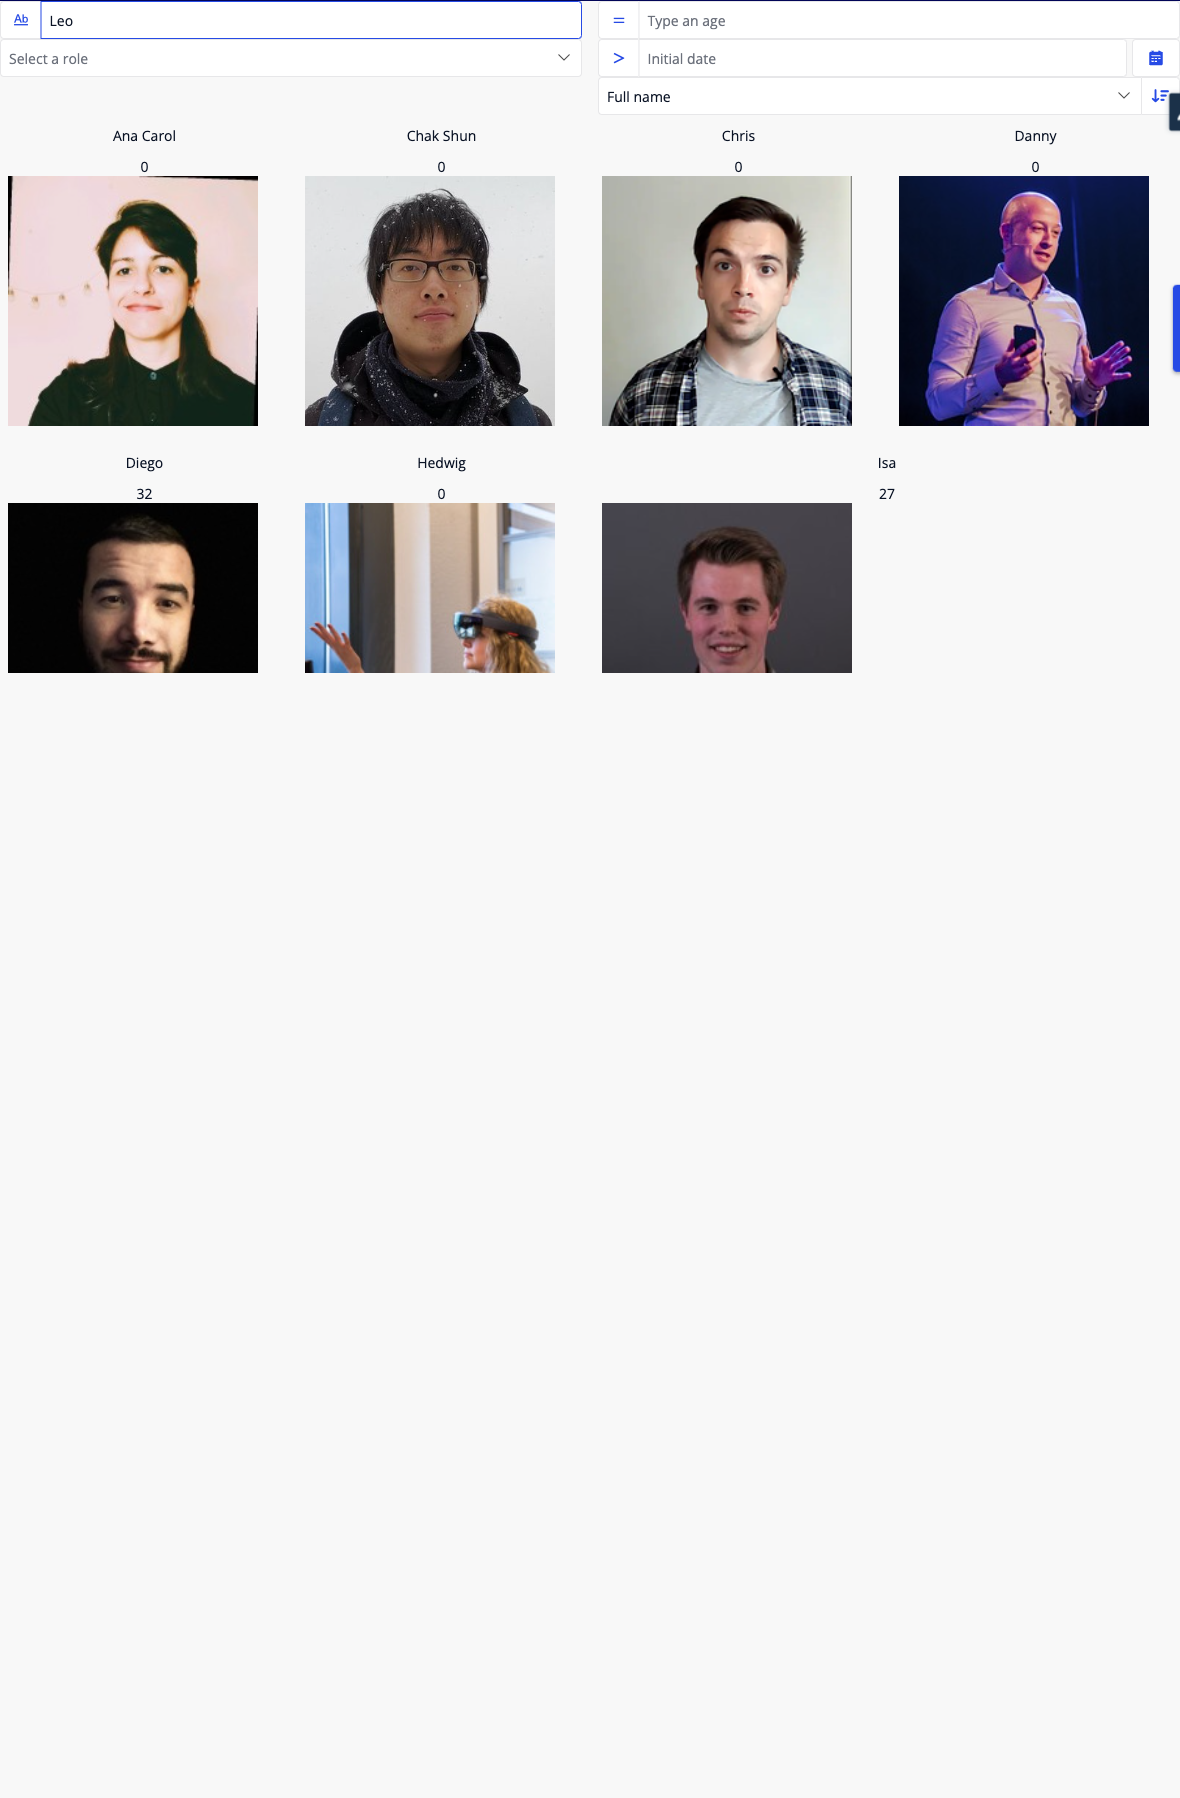 Ab Leo = Type an age
Select a role > Initial date
Full name
Ana Carol Chak Shun Chris Danny
0 0 0 0
Diego Hedwig Isa
32 0 27